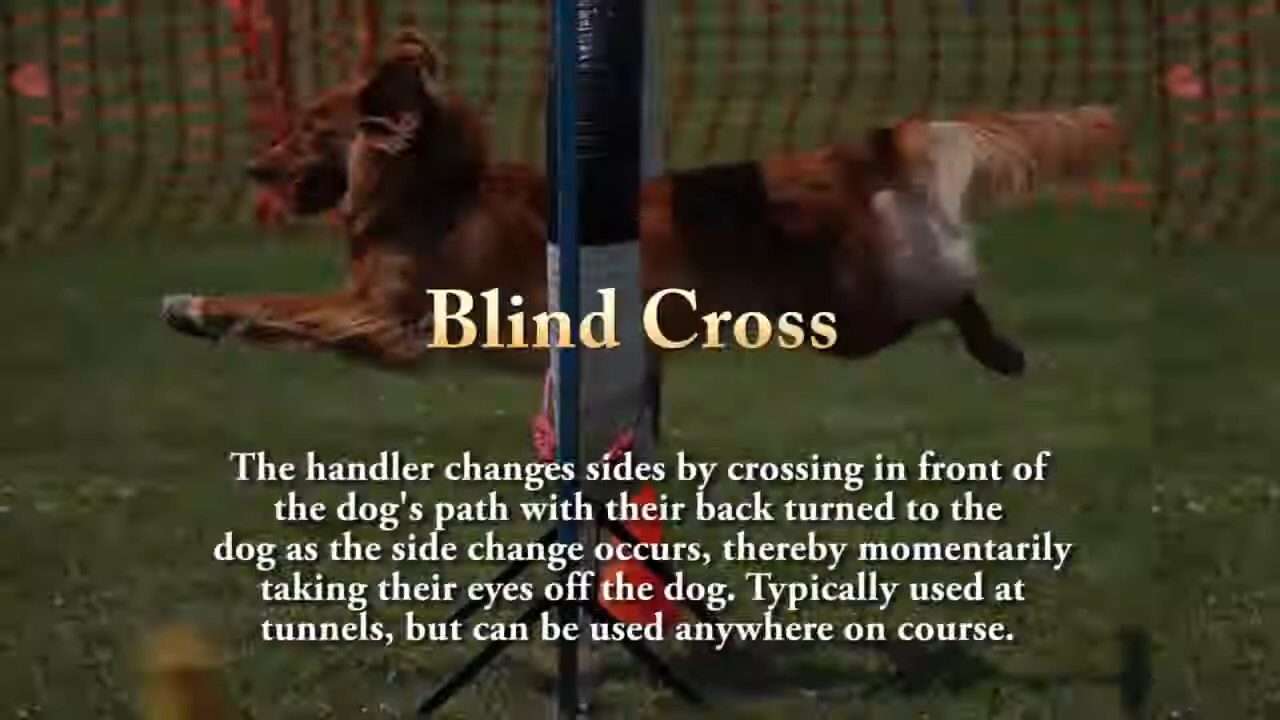 Blind Cross
The handler changes sides by crossing in front of
the dog's path with their back turned to the
dog as the side change occurs, thereby momentarily
taking their eyes off the dog. Typically used at
tunnels, but can be used anywhere on course.